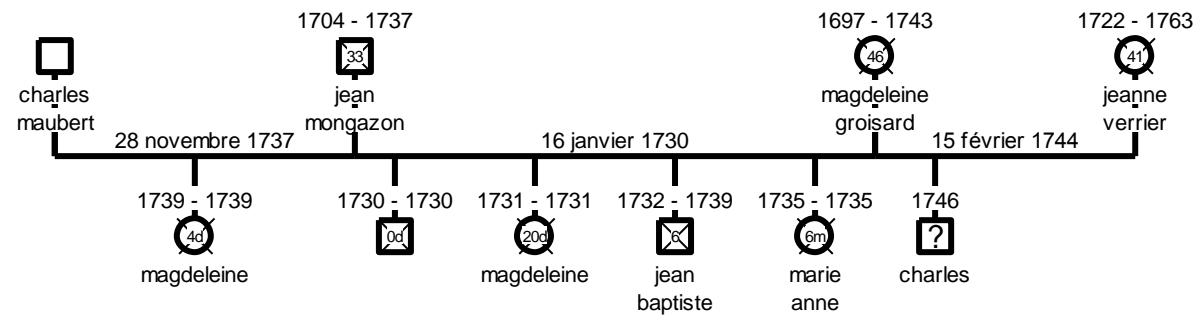 1704 - 1737 1697 - 1743 1722 - 1763
33 46 41
charles jean magdeleine jeanne
maubert mongazon groisard verrier
28 novembre 1737 16 janvier 1730 15 février 1744
1739 - 1739 1730 - 1730 1731 - 1731 1732 - 1739 1735 - 1735 1746
4d 0d 20d 6 6m ?
magdeleine magdeleine jean marie charles
baptiste anne